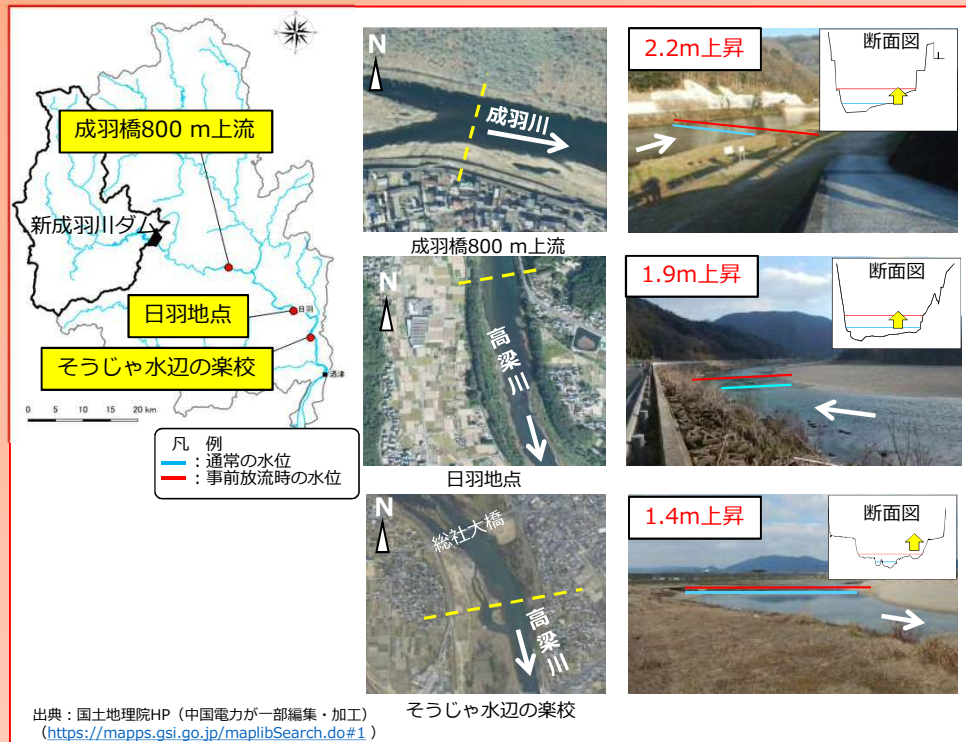 成羽橋800 m上流
新成羽川ダム
日羽地点
日羽
そうじゃ水辺の楽校
酒津
0 5 10 20 km
凡 例
：通常の水位
：事前放流時の水位
N
成羽川
成羽橋800 m上流
2.2m上昇
断面図
N
高梁川
日羽地点
1.9m上昇
断面図
N
総社大橋
高梁川
そうじゃ水辺の楽校
1.4m上昇
断面図
出典：国土地理院HP（中国電力が一部編集・加工）
（https://mapps.gsi.go.jp/maplibSearch.do#1 ）